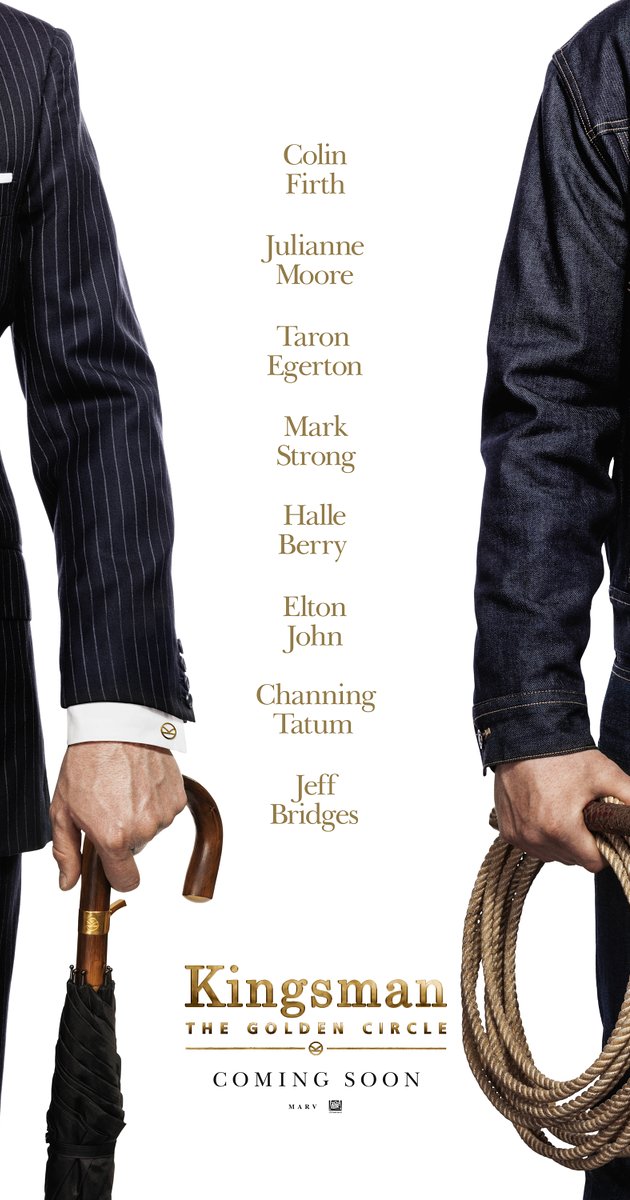 Colin
Firth
Julianne
Moore
Taron
Egerton
Mark
Strong
Halle
Berry
Elton
John
Channing
Tatum
Jeff
Bridges
Kingsman
THE GOLDEN CIRCLE
COMING SOON
MARV